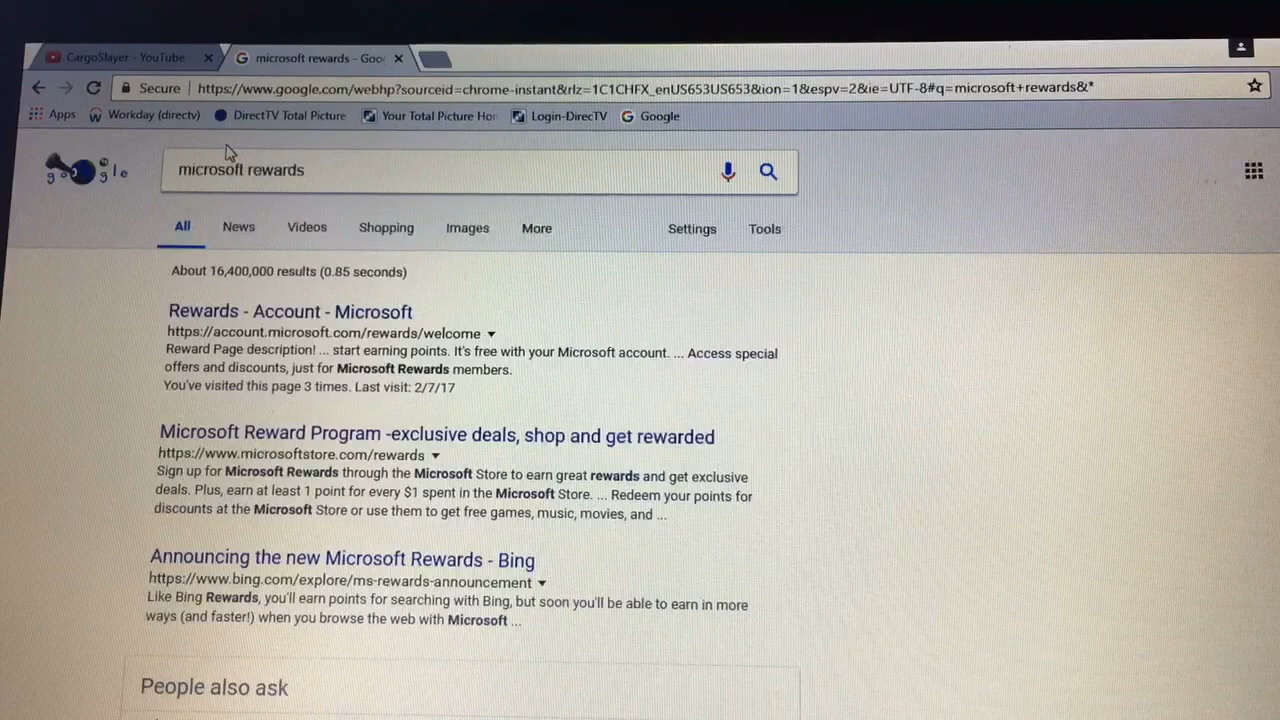 CargoSlayer - YouTube
microsoft rewards - Goo
Secure https://www.google.com/webhp?sourceid=chrome-instant&rlz=1C1CHFX_enUS653US653&ion=1&espv=2&ie=UTF-8#q=microsoft+rewards&*
Apps Workday (directv) DirectTV Total Picture Your Total Picture Hor Login-DirecTV Google
google
microsoft rewards
All News Videos Shopping Images More Settings Tools
About 16,400,000 results (0.85 seconds)
Rewards - Account - Microsoft
https://account.microsoft.com/rewards/welcome
Reward Page description! ... start earning points. It's free with your Microsoft account. ... Access special
offers and discounts, just for Microsoft Rewards members.
You've visited this page 3 times. Last visit: 2/7/17
Microsoft Reward Program -exclusive deals, shop and get rewarded
https://www.microsoftstore.com/rewards
Sign up for Microsoft Rewards through the Microsoft Store to earn great rewards and get exclusive
deals. Plus, earn at least 1 point for every $1 spent in the Microsoft Store. ... Redeem your points for
discounts at the Microsoft Store or use them to get free games, music, movies, and ...
Announcing the new Microsoft Rewards - Bing
https://www.bing.com/explore/ms-rewards-announcement
Like Bing Rewards, you'll earn points for searching with Bing, but soon you'll be able to earn in more
ways (and faster!) when you browse the web with Microsoft ...
People also ask